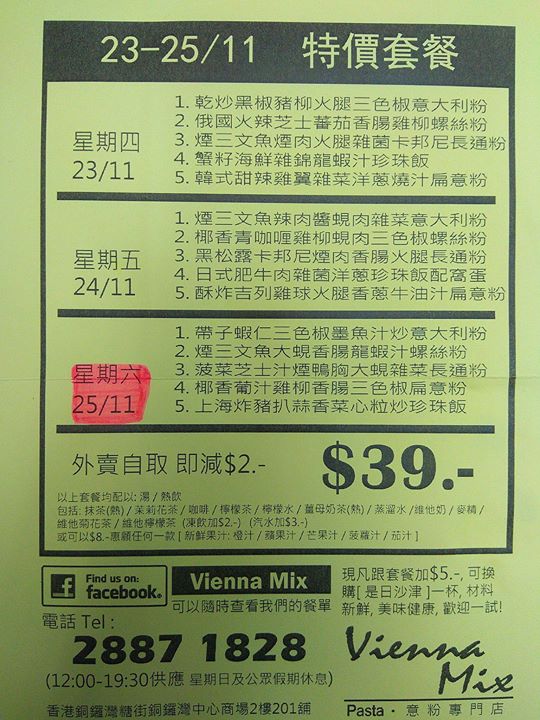 23-25/11 特價套餐
星期四
23/11
1. 乾炒黑椒豬柳火腿三色椒意大利粉
2. 俄國火辣芝士蕃茄香腸雞柳螺絲粉
3. 煙三文魚煙肉火腿雜菌卡邦尼長通粉
4. 蟹籽海鮮雜錦龍蝦汁珍珠飯
5. 韓式甜辣雞翼雜菜洋蔥燒汁扁意粉
星期五
24/11
1. 煙三文魚辣肉醬蜆肉雜菜意大利粉
2. 椰香青咖喱雞柳蜆肉三色椒螺絲粉
3. 黑松露卡邦尼煙肉香腸火腿長通粉
4. 日式肥牛肉雜菌洋蔥珍珠飯配窩蛋
5. 酥炸吉列雞球火腿香蔥牛油汁扁意粉
星期六
25/11
1. 帶子蝦仁三色椒墨魚汁炒意大利粉
2. 煙三文魚大蜆香腸龍蝦汁螺絲粉
3. 菠菜芝士汁煙鴨胸大蜆雜菜長通粉
4. 椰香葡汁雞柳香腸三色椒扁意粉
5. 上海炸豬扒蒜香菜心粒炒珍珠飯
外賣自取 即減$2.-
$39.-
以上套餐均配以: 湯 / 熱飲
包括: 抹茶(熱) / 茉莉花茶 / 咖啡 / 檸檬茶 / 檸檬水 / 薑母奶茶(熱) / 蒸溜水 / 維他奶 / 麥精 /
維他菊花茶 / 維他檸檬茶 (凍飲加$2.-) (汽水加$3.-)
或可以$8.-惠顧任何一款 [ 新鮮果汁: 橙汁 / 蘋果汁 / 芒果汁 / 菠蘿汁 / 茄汁 ]
f Find us on:
facebook.
Vienna Mix
可以隨時查看我們的餐單
現凡跟套餐加$5.-, 可換
購[ 是日沙津 ]一杯, 材料
新鮮, 美味健康, 歡迎一試!
電話 Tel :
2887 1828
(12:00-19:30供應 星期日及公眾假期休息)
香港銅鑼灣糖街銅鑼灣中心商場2樓201舖
Vienna
Mix
Pasta · 意粉專門店